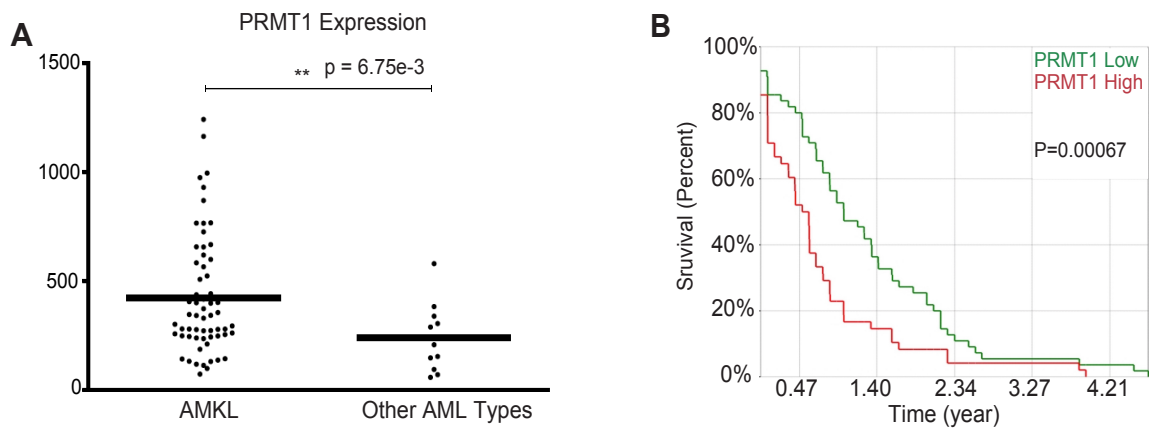 A
PRMT1 Expression
** p = 6.75e-3
1500
1000
500
0
AMKL
Other AML Types
B
Sruvival (Percent)
100%
80%
60%
40%
20%
0%
PRMT1 Low
PRMT1 High
P=0.00067
0.47 1.40 2.34 3.27 4.21
Time (year)